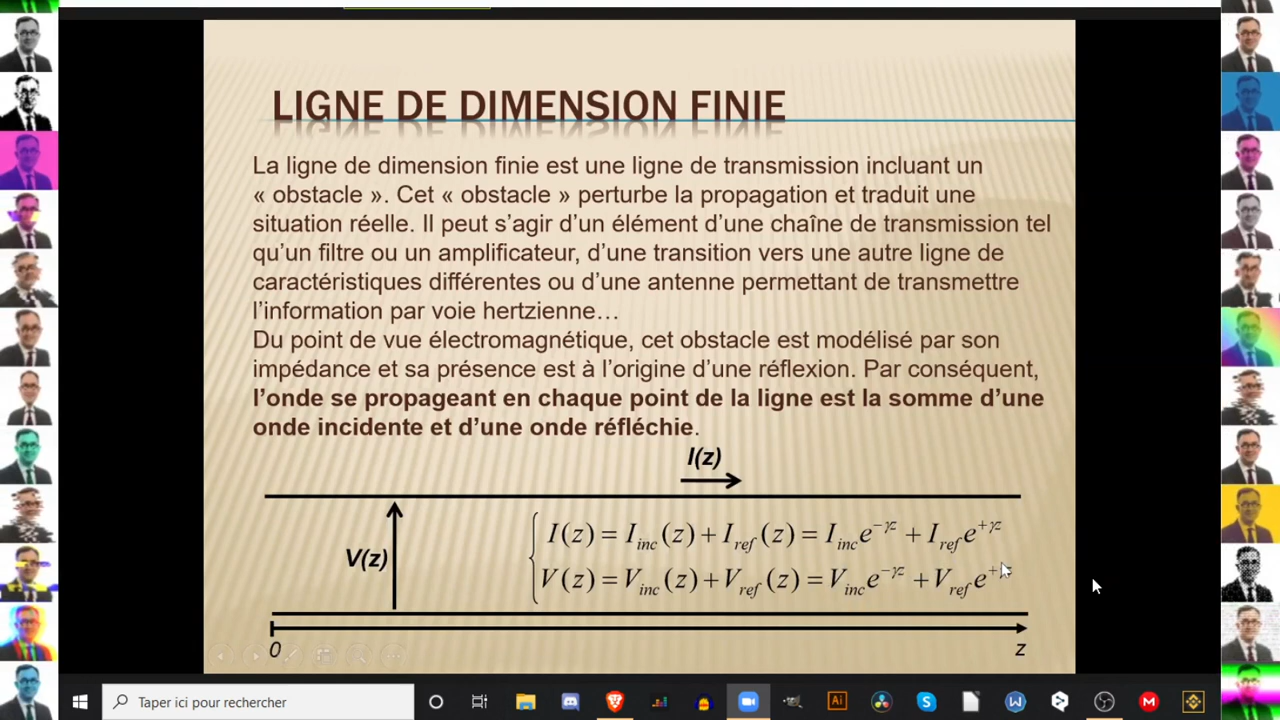 LIGNE DE DIMENSION FINIE
La ligne de dimension finie est une ligne de transmission incluant un
« obstacle ». Cet « obstacle » perturbe la propagation et traduit une
situation réelle. Il peut s’agir d’un élément d’une chaîne de transmission tel
qu’un filtre ou un amplificateur, d’une transition vers une autre ligne de
caractéristiques différentes ou d’une antenne permettant de transmettre
l’information par voie hertzienne…
Du point de vue électromagnétique, cet obstacle est modélisé par son
impédance et sa présence est à l’origine d’une réflexion. Par conséquent,
l’onde se propageant en chaque point de la ligne est la somme d’une
onde incidente et d’une onde réfléchie.
I(z)
V(z)
I(z) = I_inc(z) + I_ref(z) = I_inc e^{-γz} + I_ref e^{+γz}
V(z) = V_inc(z) + V_ref(z) = V_inc e^{-γz} + V_ref e^{+
0
z
Taper ici pour rechercher
Ai